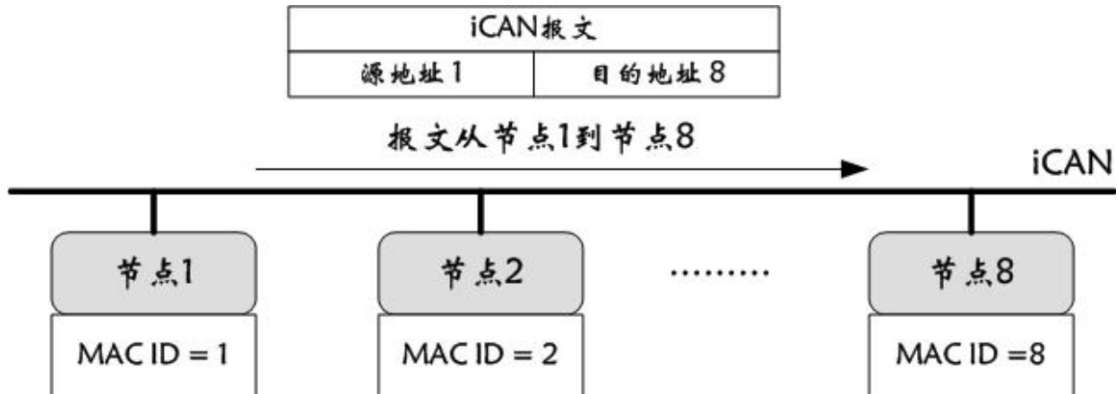 iCAN报文
源地址1 目的地址8
报文从节点1到节点8
iCAN
节点1 节点2 ......... 节点8
MAC ID = 1 MAC ID = 2 MAC ID =8